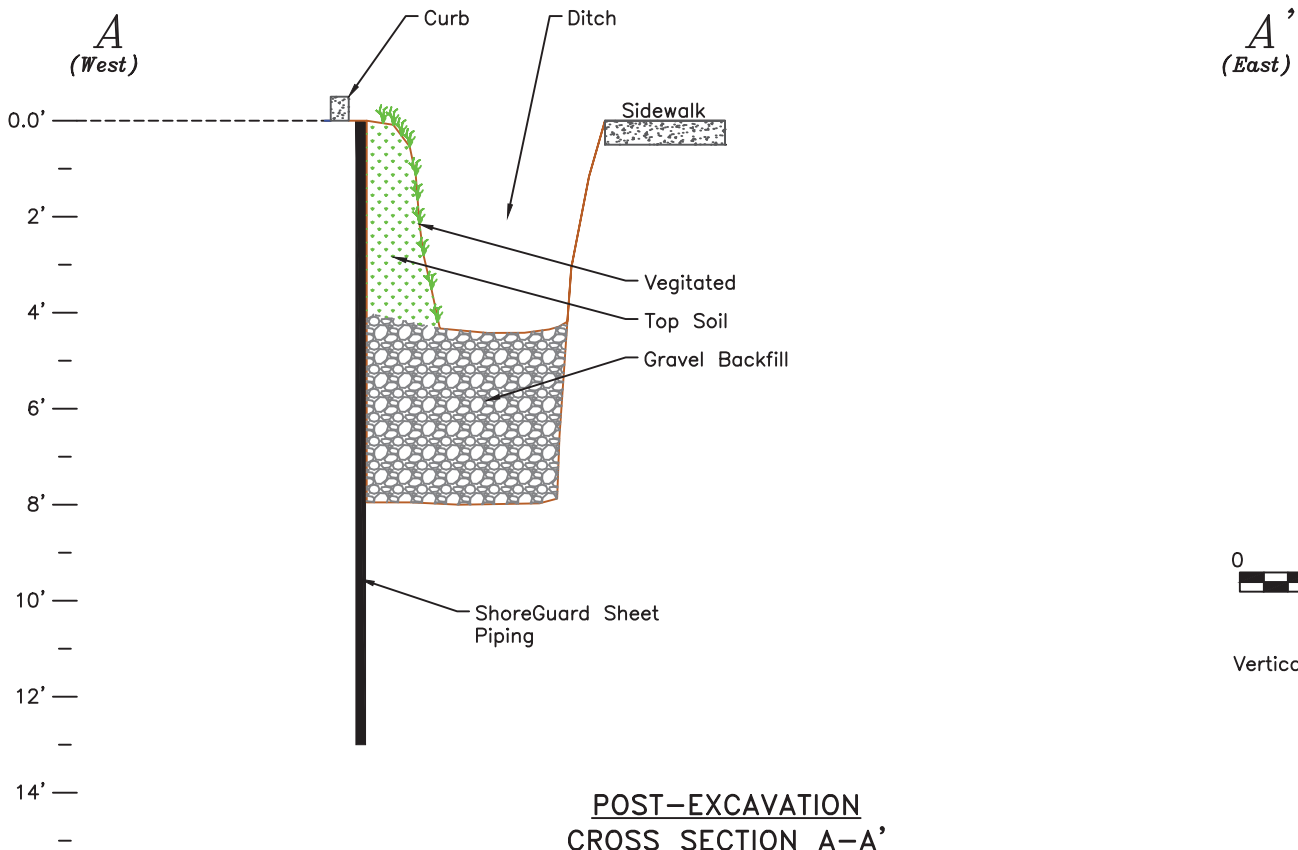 Curb
Ditch
A
(West)
A'
(East)
0.0'
Sidewalk
2'
Vegitated
4'
Top Soil
Gravel Backfill
6'
8'
0
10'
ShoreGuard Sheet
Piping
12'
14'
POST-EXCAVATION
CROSS SECTION A-A'